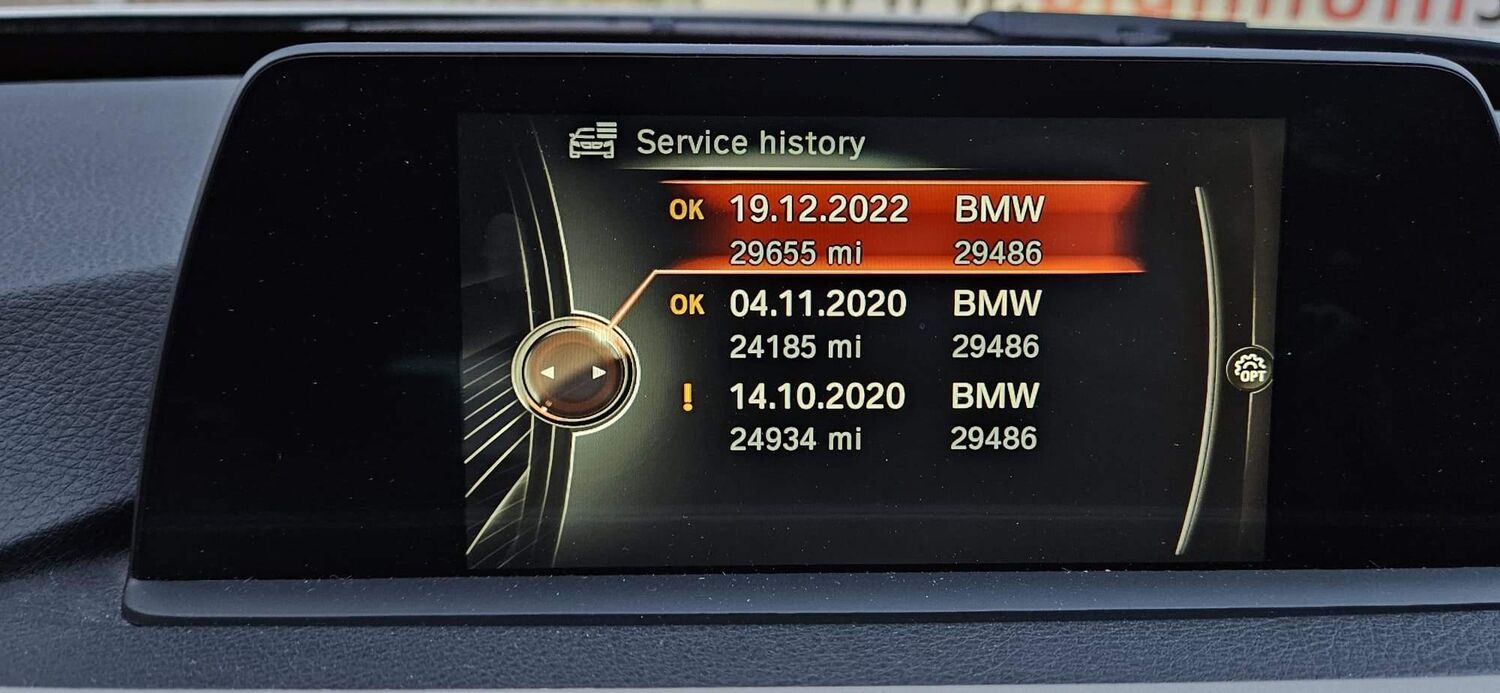 Service history
OK 19.12.2022 BMW
29655 mi 29486
OK 04.11.2020 BMW
24185 mi 29486
! 14.10.2020 BMW
24934 mi 29486
OPT